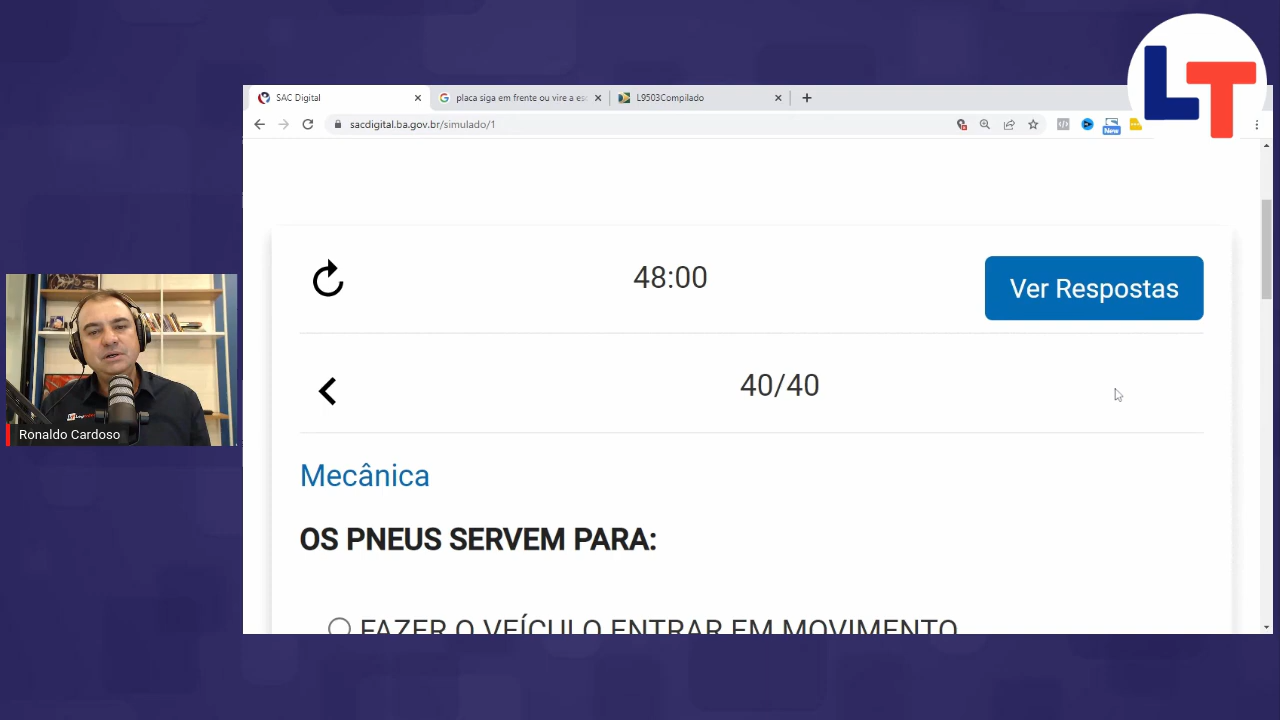 LT
SAC Digital
placa siga em frente ou vire a es
L9503Compilado
sacdigital.ba.gov.br/simulado/1
New
48:00
Ver Respostas
40/40
Mecânica
OS PNEUS SERVEM PARA:
FAZER O VEÍCULO ENTRAR EM MOVIMENTO
Ronaldo Cardoso